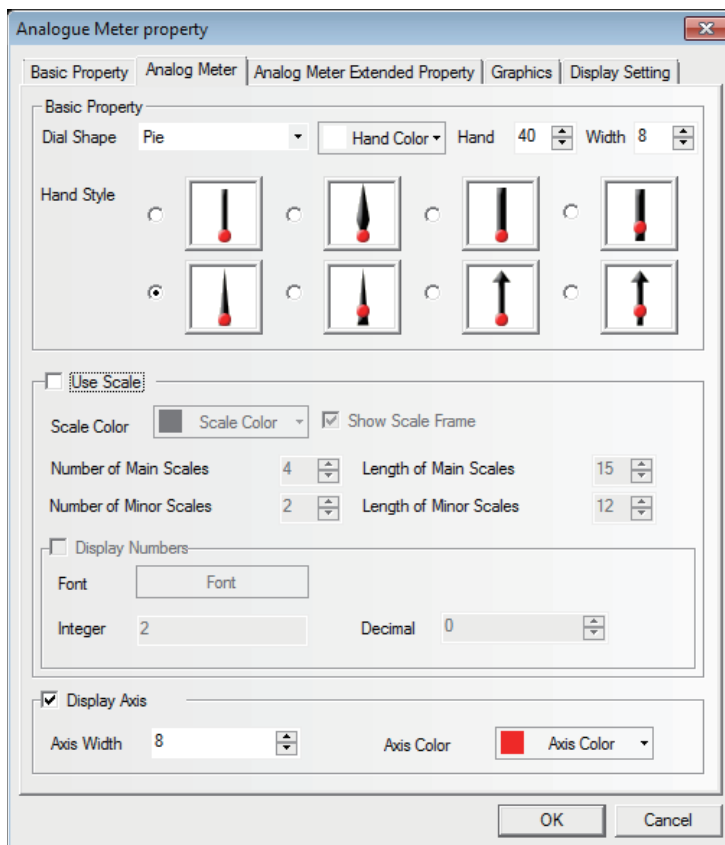 Analogue Meter property
Basic Property Analog Meter Analog Meter Extended Property Graphics Display Setting
Basic Property
Dial Shape Pie Hand Color Hand 40 Width 8
Hand Style
Use Scale
Scale Color Scale Color Show Scale Frame
Number of Main Scales 4 Length of Main Scales 15
Number of Minor Scales 2 Length of Minor Scales 12
Display Numbers
Font Font
Integer 2 Decimal 0
Display Axis
Axis Width 8 Axis Color Axis Color
OK Cancel